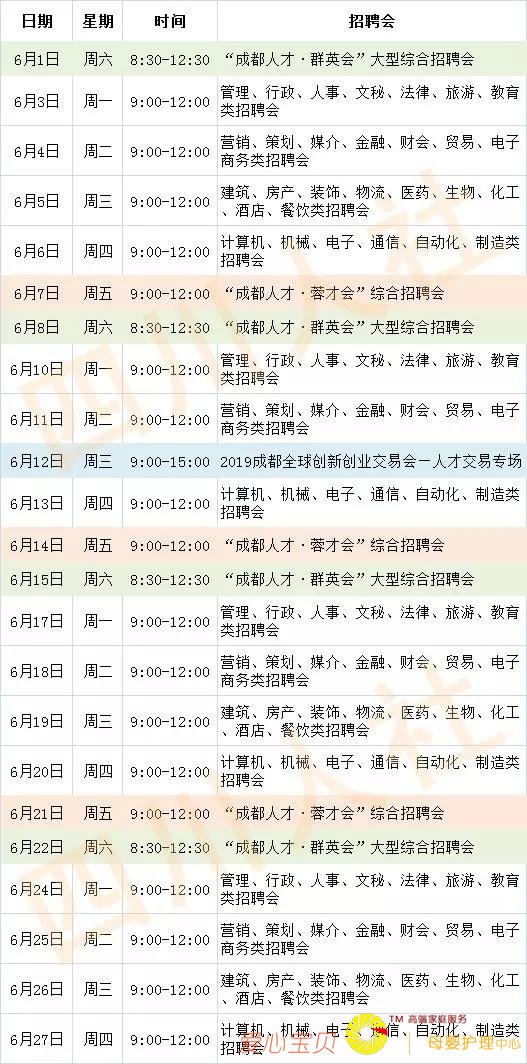 日期 星期 时间 招聘会
6月1日 周六 8:30-12:30 “成都人才·群英会”大型综合招聘会
6月3日 周一 9:00-12:00 管理、行政、人事、文秘、法律、旅游、教育
类招聘会
6月4日 周二 9:00-12:00 营销、策划、媒介、金融、财会、贸易、电子
商务类招聘会
6月5日 周三 9:00-12:00 建筑、房产、装饰、物流、医药、生物、化工
、酒店、餐饮类招聘会
6月6日 周四 9:00-12:00 计算机、机械、电子、通信、自动化、制造类
招聘会
6月7日 周五 9:00-12:00 “成都人才·蓉才会”综合招聘会
6月8日 周六 8:30-12:30 “成都人才·群英会”大型综合招聘会
6月10日 周一 9:00-12:00 管理、行政、人事、文秘、法律、旅游、教育
类招聘会
6月11日 周二 9:00-12:00 营销、策划、媒介、金融、财会、贸易、电子
商务类招聘会
6月12日 周三 9:00-15:00 2019成都全球创新创业交易会—人才交易专场
6月13日 周四 9:00-12:00 计算机、机械、电子、通信、自动化、制造类
招聘会
6月14日 周五 9:00-12:00 “成都人才·蓉才会”综合招聘会
6月15日 周六 8:30-12:30 “成都人才·群英会”大型综合招聘会
6月17日 周一 9:00-12:00 管理、行政、人事、文秘、法律、旅游、教育
类招聘会
6月18日 周二 9:00-12:00 营销、策划、媒介、金融、财会、贸易、电子
商务类招聘会
6月19日 周三 9:00-12:00 建筑、房产、装饰、物流、医药、生物、化工
、酒店、餐饮类招聘会
6月20日 周四 9:00-12:00 计算机、机械、电子、通信、自动化、制造类
招聘会
6月21日 周五 9:00-12:00 “成都人才·蓉才会”综合招聘会
6月22日 周六 8:30-12:30 “成都人才·群英会”大型综合招聘会
6月24日 周一 9:00-12:00 管理、行政、人事、文秘、法律、旅游、教育
类招聘会
6月25日 周二 9:00-12:00 营销、策划、媒介、金融、财会、贸易、电子
商务类招聘会
6月26日 周三 9:00-12:00 建筑、房产、装饰、物流、医药、生物、化工
、酒店、餐饮类招聘会
6月27日 周四 9:00-12:00 计算机、机械、电子、通信、自动化、制造类
招聘会
四川人社
四川人社
TM 高端家庭服务
心宝贝 母婴护理中心